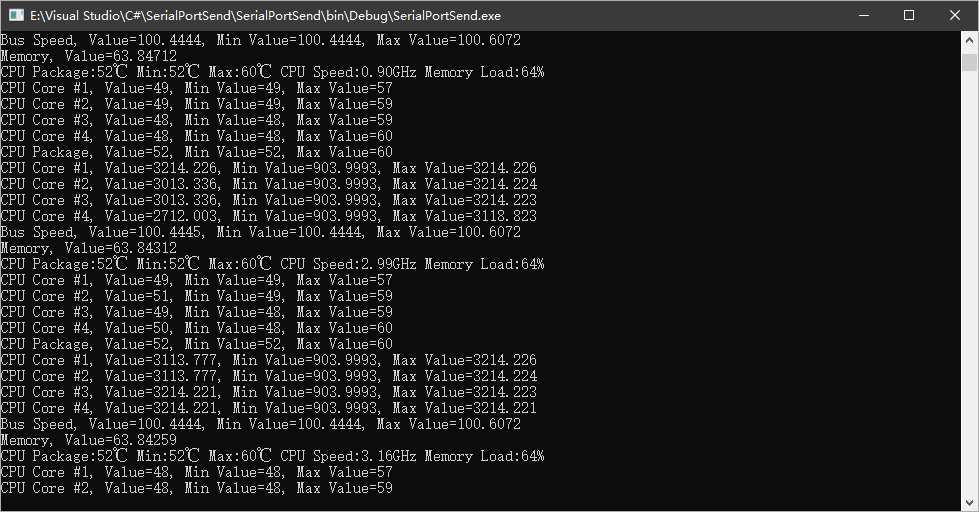 E:\Visual Studio\C#\SerialPortSend\SerialPortSend\bin\Debug\SerialPortSend.exe
Bus Speed, Value=100.4444, Min Value=100.4444, Max Value=100.6072
Memory, Value=63.84712
CPU Package:52℃ Min:52℃ Max:60℃ CPU Speed:0.90GHz Memory Load:64%
CPU Core #1, Value=49, Min Value=49, Max Value=57
CPU Core #2, Value=49, Min Value=49, Max Value=59
CPU Core #3, Value=48, Min Value=48, Max Value=59
CPU Core #4, Value=48, Min Value=48, Max Value=60
CPU Package, Value=52, Min Value=52, Max Value=60
CPU Core #1, Value=3214.226, Min Value=903.9993, Max Value=3214.226
CPU Core #2, Value=3013.336, Min Value=903.9993, Max Value=3214.224
CPU Core #3, Value=3013.336, Min Value=903.9993, Max Value=3214.223
CPU Core #4, Value=2712.003, Min Value=903.9993, Max Value=3118.823
Bus Speed, Value=100.4445, Min Value=100.4444, Max Value=100.6072
Memory, Value=63.84312
CPU Package:52℃ Min:52℃ Max:60℃ CPU Speed:2.99GHz Memory Load:64%
CPU Core #1, Value=49, Min Value=49, Max Value=57
CPU Core #2, Value=51, Min Value=49, Max Value=59
CPU Core #3, Value=49, Min Value=48, Max Value=59
CPU Core #4, Value=50, Min Value=48, Max Value=60
CPU Package, Value=52, Min Value=52, Max Value=60
CPU Core #1, Value=3113.777, Min Value=903.9993, Max Value=3214.226
CPU Core #2, Value=3113.777, Min Value=903.9993, Max Value=3214.224
CPU Core #3, Value=3214.221, Min Value=903.9993, Max Value=3214.223
CPU Core #4, Value=3214.221, Min Value=903.9993, Max Value=3214.221
Bus Speed, Value=100.4444, Min Value=100.4444, Max Value=100.6072
Memory, Value=63.84259
CPU Package:52℃ Min:52℃ Max:60℃ CPU Speed:3.16GHz Memory Load:64%
CPU Core #1, Value=48, Min Value=48, Max Value=57
CPU Core #2, Value=48, Min Value=48, Max Value=59